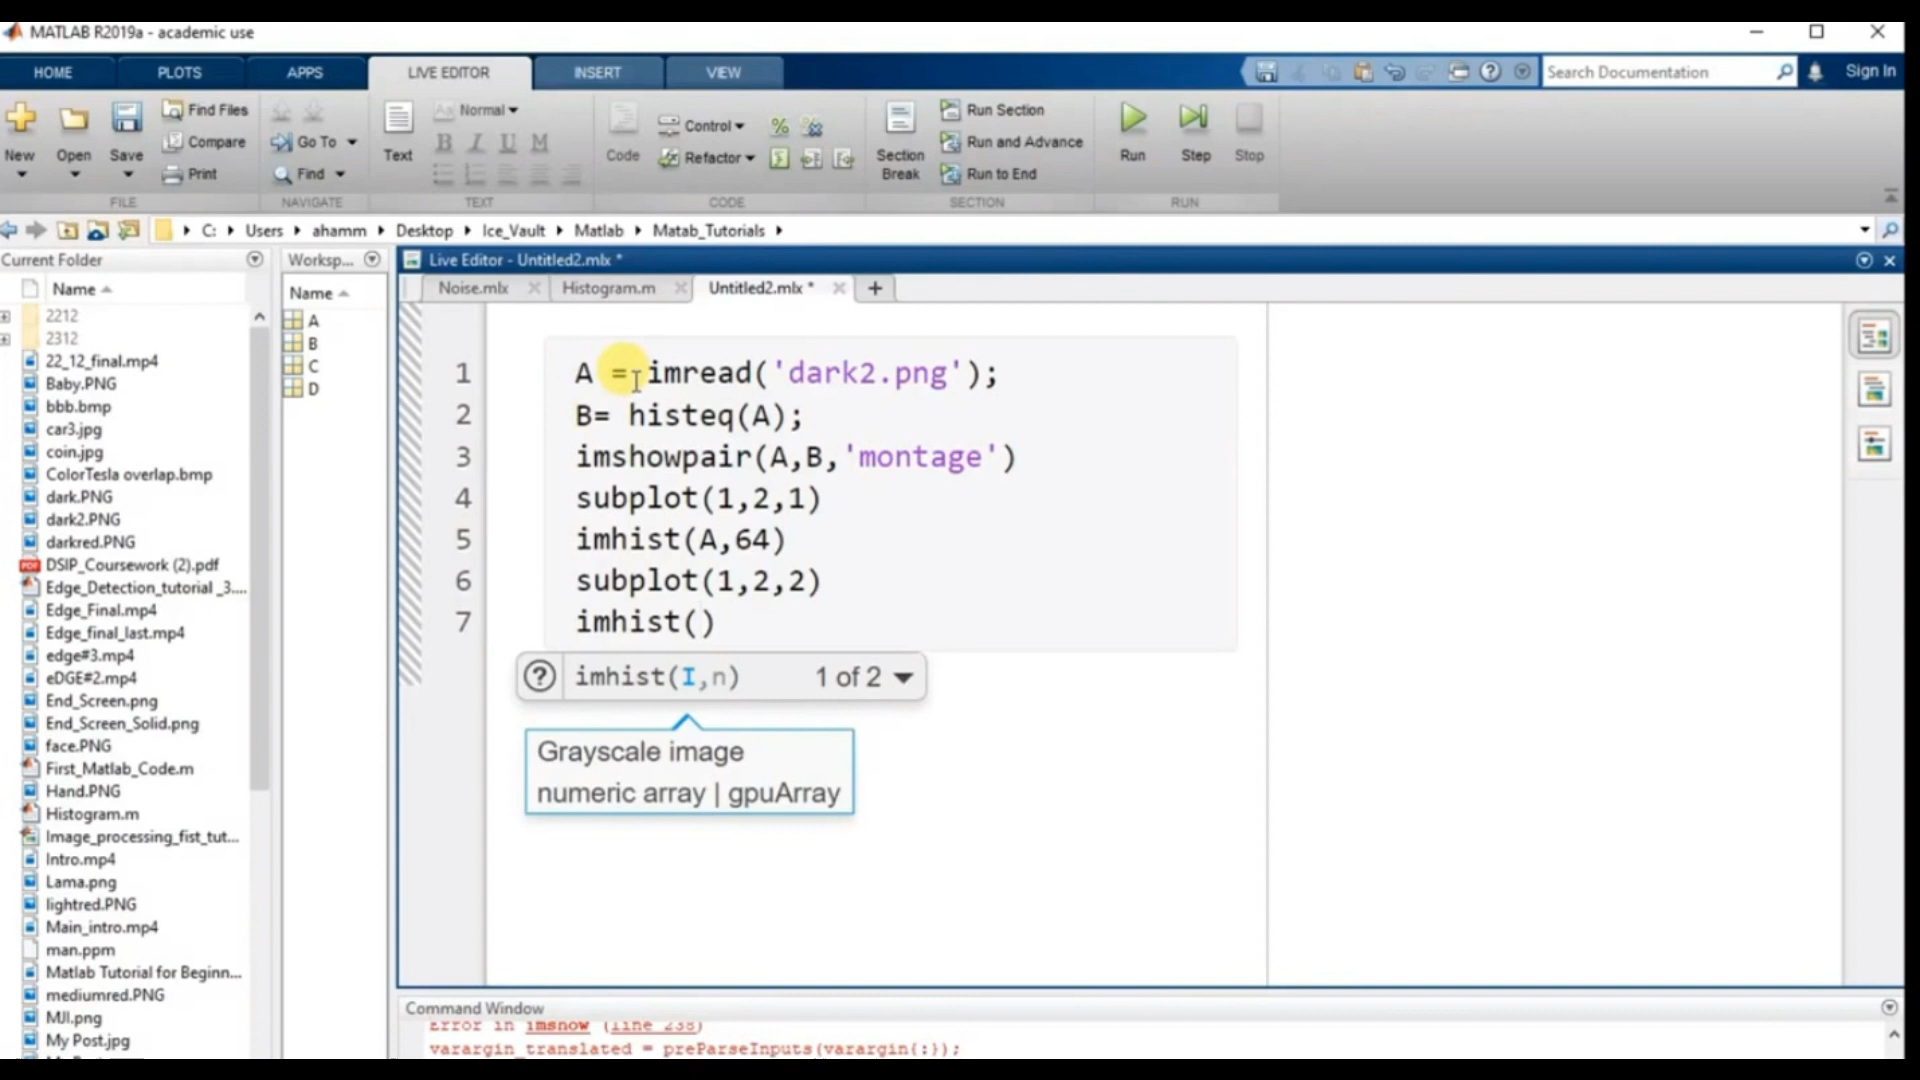 MATLAB R2019a - academic use
HOME PLOTS APPS LIVE EDITOR INSERT VIEW Search Documentation Sign In
New Open Save Find Files Compare Print
Go To Find
Text Normal B I U M
Code Control Refactor
Section Break Run Section Run and Advance Run to End
Run Step Stop
FILE NAVIGATE TEXT CODE SECTION RUN
C: Users ahamm Desktop Ice_Vault Matlab Matab_Tutorials
Current Folder
Name
2212
2312
22_12_final.mp4
Baby.PNG
bbb.bmp
car3.jpg
coin.jpg
ColorTesla overlap.bmp
dark.PNG
dark2.PNG
darkred.PNG
DSIP_Coursework (2).pdf
Edge_Detection_tutorial _3....
Edge_Final.mp4
Edge_final_last.mp4
edge#3.mp4
eDGE#2.mp4
End_Screen.png
End_Screen_Solid.png
face.PNG
First_Matlab_Code.m
Hand.PNG
Histogram.m
Image_processing_fist_tut...
Intro.mp4
Lama.png
lightred.PNG
Main_intro.mp4
man.ppm
Matlab Tutorial for Beginn...
mediumred.PNG
MJI.png
My Post.jpg
Worksp...
Name
A
B
C
D
Live Editor - Untitled2.mlx *
Noise.mlx Histogram.m Untitled2.mlx *
1 A = imread('dark2.png');
2 B= histeq(A);
3 imshowpair(A,B,'montage')
4 subplot(1,2,1)
5 imhist(A,64)
6 subplot(1,2,2)
7 imhist()
imhist(I,n) 1 of 2
Grayscale image
numeric array | gpuArray
Command Window
Error in imshow (line 238)
varargin_translated = preParseInputs(varargin{:});